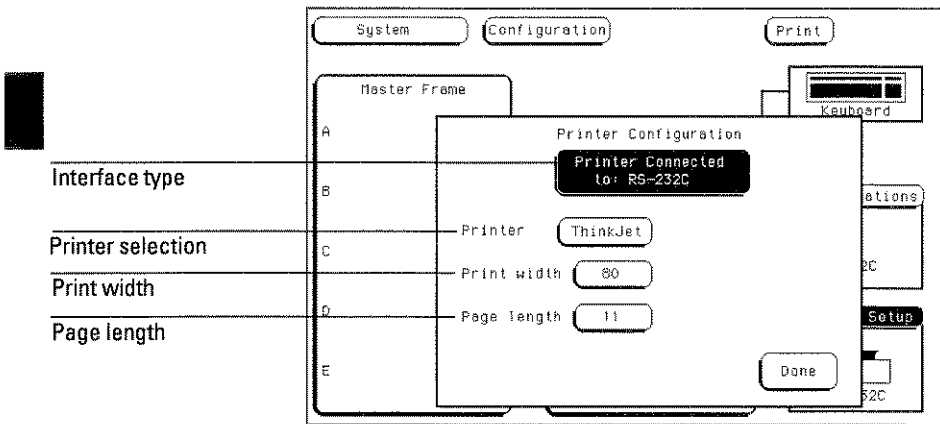 System Configuration Print
Master Frame
Keyboard
A
Printer Configuration
Printer Connected
to: RS-232C
Interface type
B
ations
Printer selection
Printer ThinkJet
C
2C
Print width
Print width 80
D
Page length
Page length 11
Setup
E
Done
32C